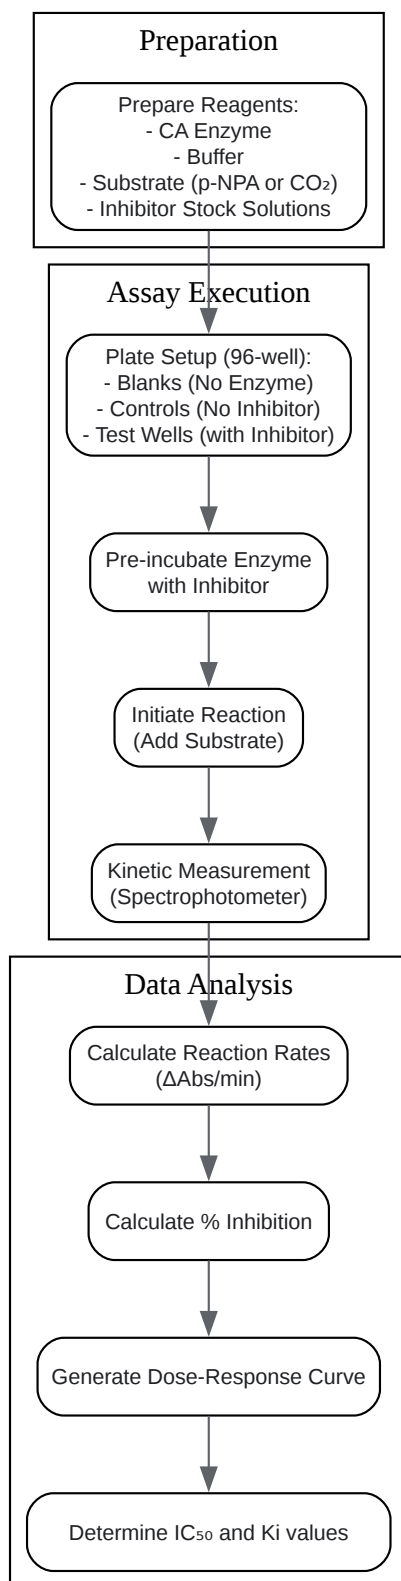 Preparation
Prepare Reagents:
- CA Enzyme
- Buffer
- Substrate (p-NPA or CO₂)
- Inhibitor Stock Solutions
Assay Execution
Plate Setup (96-well):
- Blanks (No Enzyme)
- Controls (No Inhibitor)
- Test Wells (with Inhibitor)
Pre-incubate Enzyme
with Inhibitor
Initiate Reaction
(Add Substrate)
Kinetic Measurement
(Spectrophotometer)
Data Analysis
Calculate Reaction Rates
(ΔAbs/min)
Calculate % Inhibition
Generate Dose-Response Curve
Determine IC₅₀ and Ki values